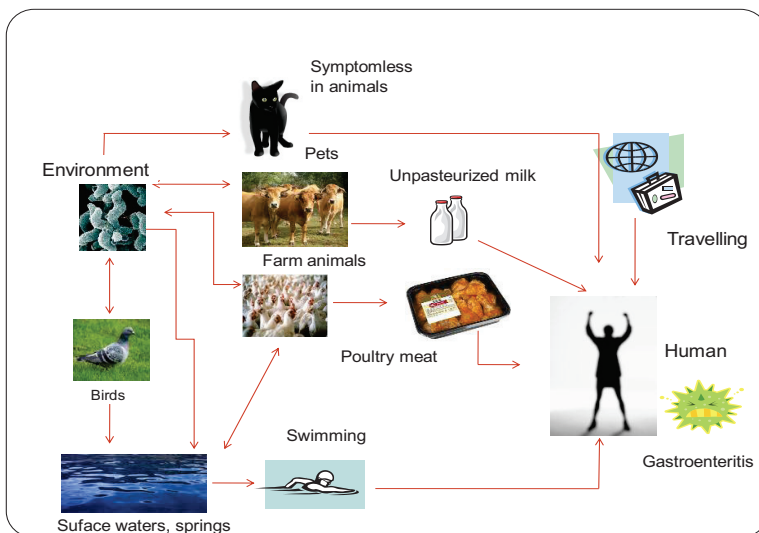 Symptomless
in animals
Environment
Pets
Unpasteurized milk
Travelling
Farm animals
Poultry meat
Human
Birds
Swimming
Gastroenteritis
Suface waters, springs